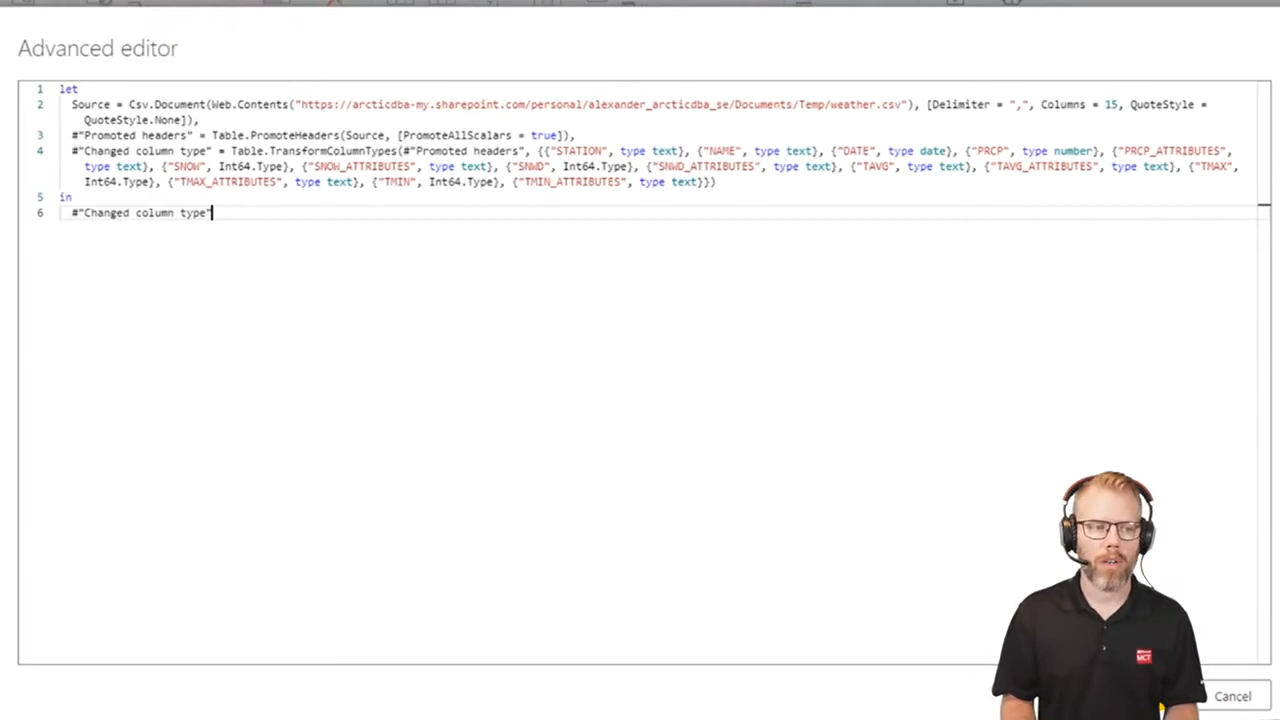 Advanced editor
1 let
2 Source = Csv.Document(Web.Contents("https://arcticdba-my.sharepoint.com/personal/alexander_arcticdba_se/Documents/Temp/weather.csv"), [Delimiter = ",", Columns = 15, QuoteStyle =
QuoteStyle.None]),
3 #"Promoted headers" = Table.PromoteHeaders(Source, [PromoteAllScalars = true]),
4 #"Changed column type" = Table.TransformColumnTypes(#"Promoted headers", {{"STATION", type text}, {"NAME", type text}, {"DATE", type date}, {"PRCP", type number}, {"PRCP_ATTRIBUTES",
type text}, {"SNOW", Int64.Type}, {"SNOW_ATTRIBUTES", type text}, {"SNWD", Int64.Type}, {"SNWD_ATTRIBUTES", type text}, {"TAVG", type text}, {"TAVG_ATTRIBUTES", type text}, {"TMAX",
Int64.Type}, {"TMAX_ATTRIBUTES", type text}, {"TMIN", Int64.Type}, {"TMIN_ATTRIBUTES", type text}})
5 in
6 #"Changed column type"
MCT
Cancel